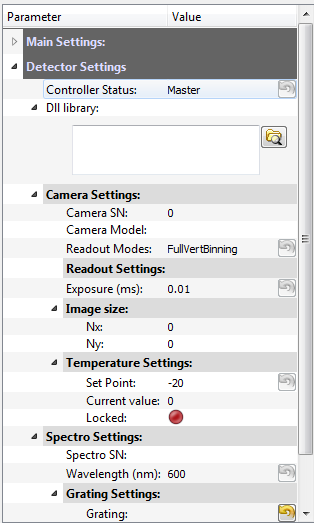 Parameter Value
Main Settings:
Detector Settings
Controller Status: Master
Dll library:
Camera Settings:
Camera SN: 0
Camera Model:
Readout Modes: FullVertBinning
Readout Settings:
Exposure (ms): 0.01
Image size:
Nx: 0
Ny: 0
Temperature Settings:
Set Point: -20
Current value: 0
Locked:
Spectro Settings:
Spectro SN:
Wavelength (nm): 600
Grating Settings:
Grating: